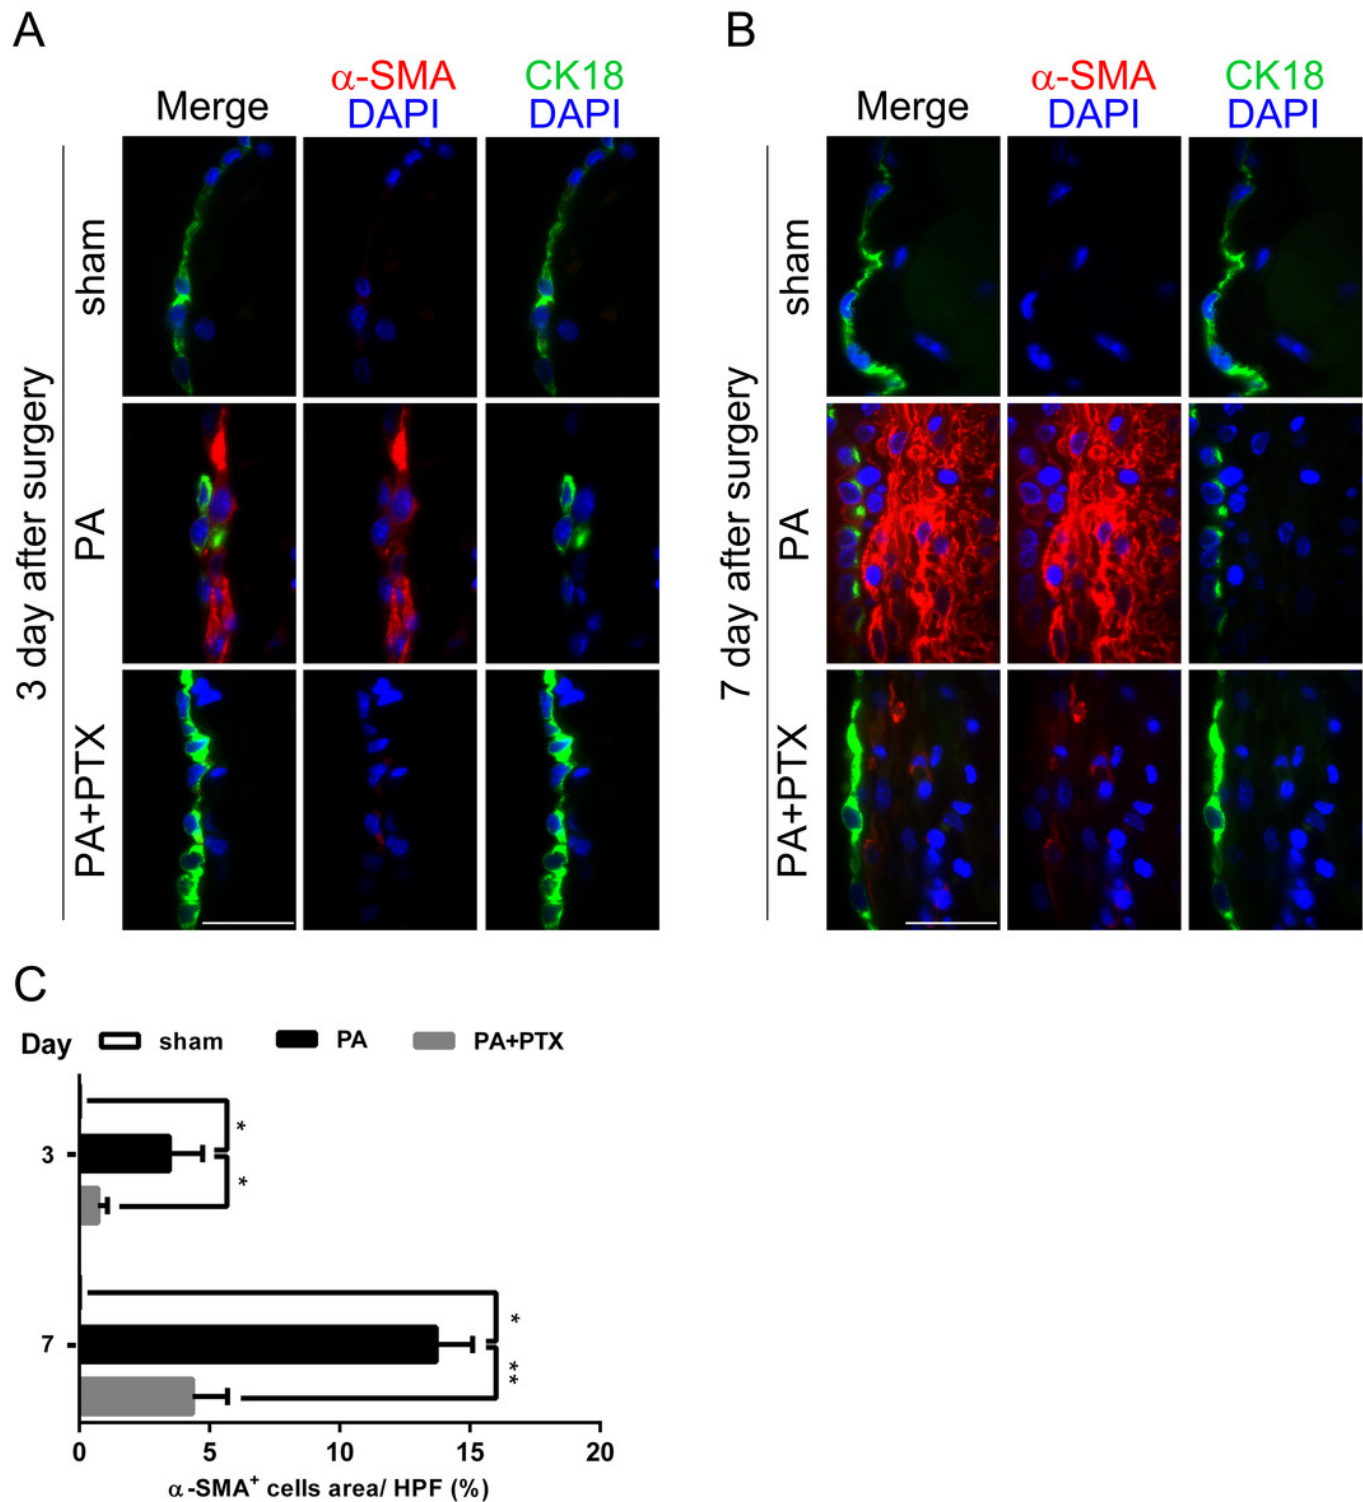 A
Merge
α-SMA
DAPI
CK18
DAPI
3 day after surgery
sham
PA
PA+PTX
B
Merge
α-SMA
DAPI
CK18
DAPI
7 day after surgery
sham
PA
PA+PTX
C
Day sham PA PA+PTX
*
3
*
*
7
**
0 5 10 15 20
α-SMA⁺ cells area/ HPF (%)